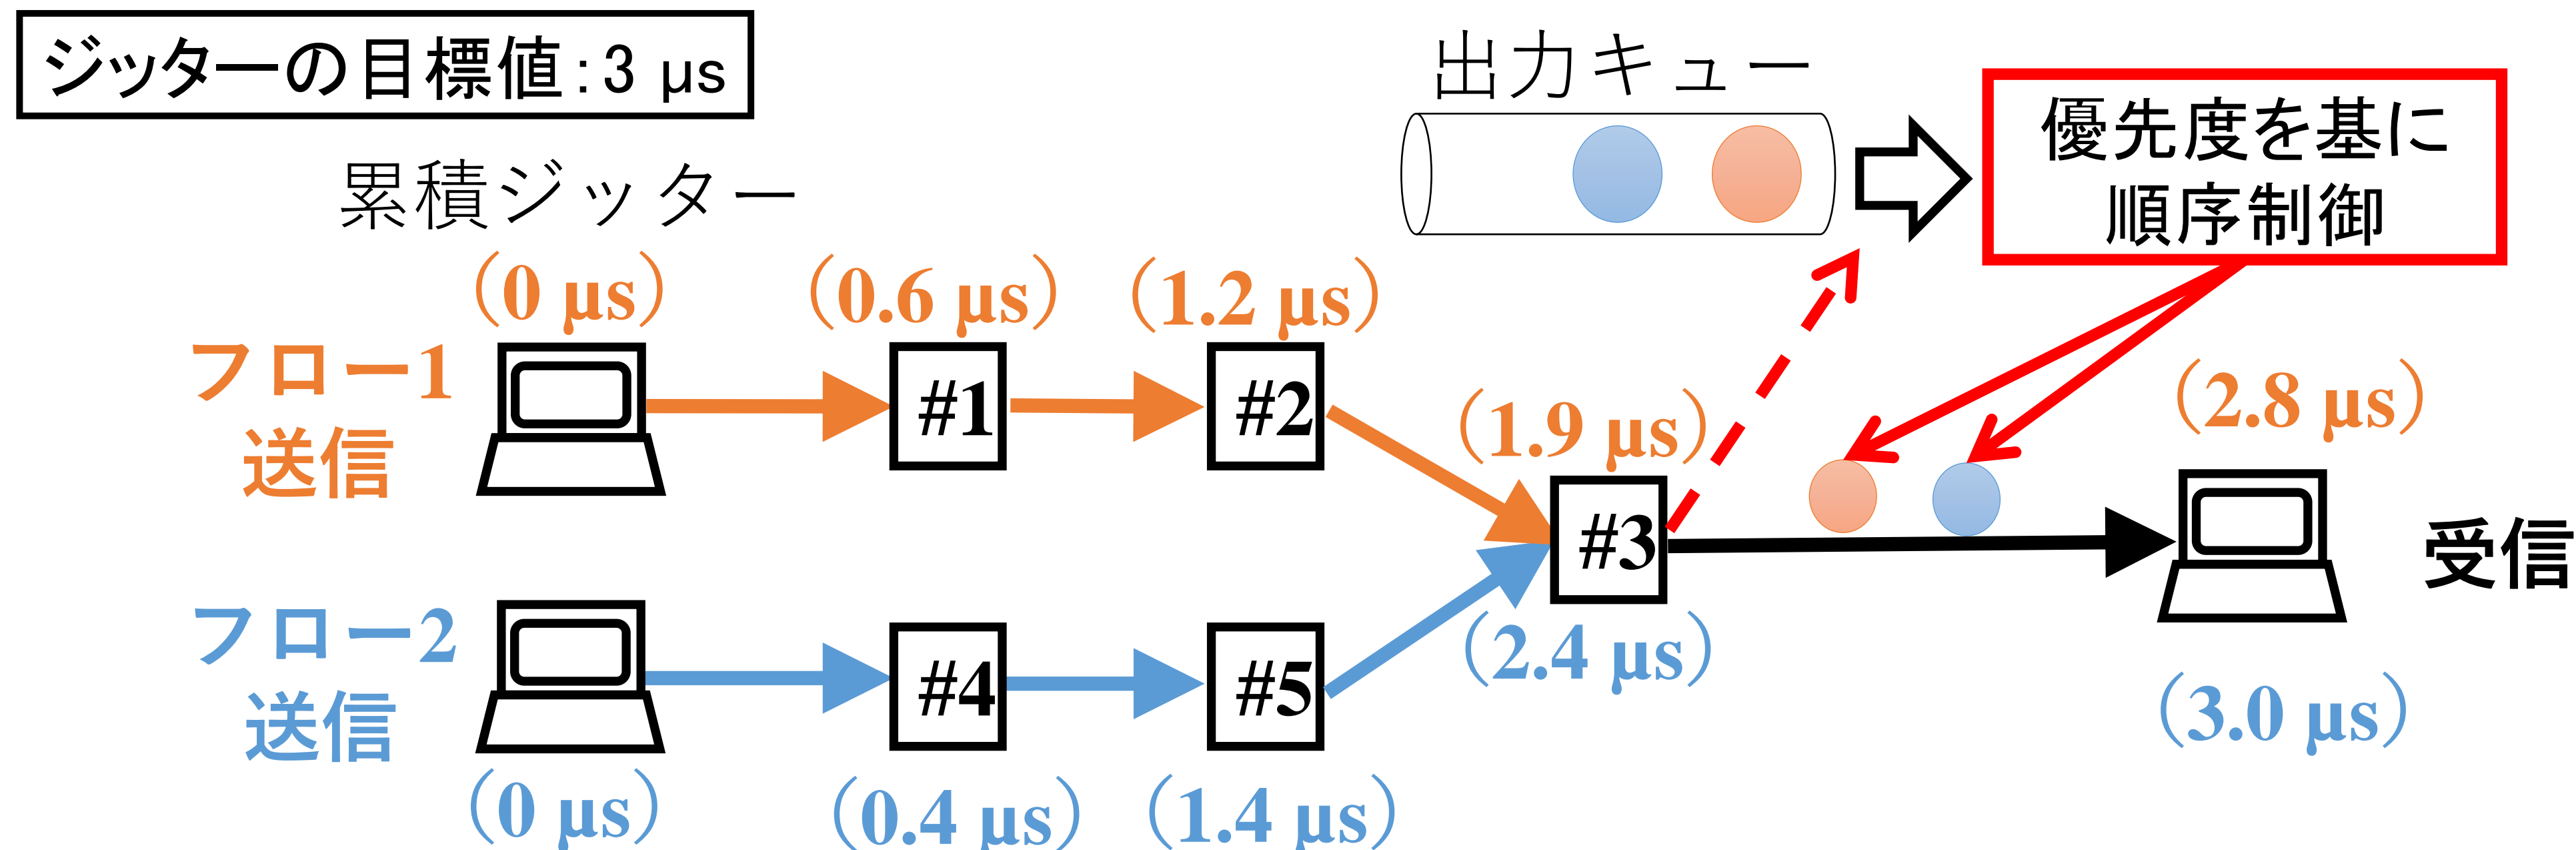 ジッターの目標値:3 μs
出力キュー
優先度を基に
順序制御
累積ジッター
（0 μs）
（0.6 μs）
（1.2 μs）
フロー1
送信
#1
#2
（1.9 μs）
（2.8 μs）
#3
受信
フロー2
送信
#4
#5
（2.4 μs）
（3.0 μs）
（0 μs）
（0.4 μs）
（1.4 μs）